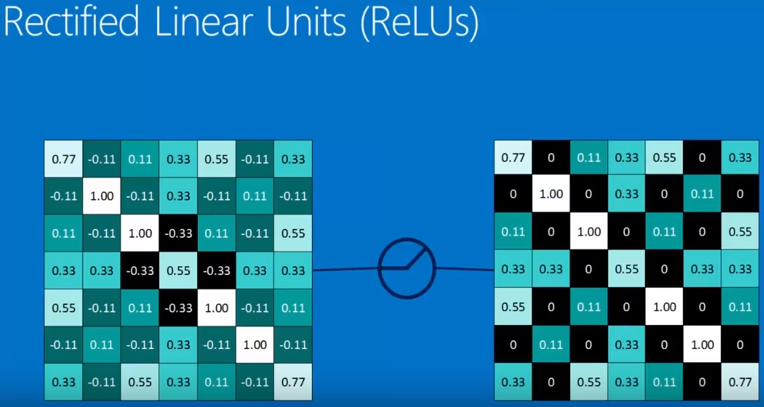 Rectified Linear Units (ReLUs)
0.77 -0.11 0.11 0.33 0.55 -0.11 0.33
-0.11 1.00 -0.11 0.33 -0.11 0.11 -0.11
0.11 -0.11 1.00 -0.33 0.11 -0.11 0.55
0.33 0.33 -0.33 0.55 -0.33 0.33 0.33
0.55 -0.11 0.11 -0.33 1.00 -0.11 0.11
-0.11 0.11 -0.11 0.33 -0.11 1.00 -0.11
0.33 -0.11 0.55 0.33 0.11 -0.11 0.77
0.77 0 0.11 0.33 0.55 0 0.33
0 1.00 0 0.33 0 0.11 0
0.11 0 1.00 0 0.11 0 0.55
0.33 0.33 0 0.55 0 0.33 0.33
0.55 0 0.11 0 1.00 0 0.11
0 0.11 0 0.33 0 1.00 0
0.33 0 0.55 0.33 0.11 0 0.77